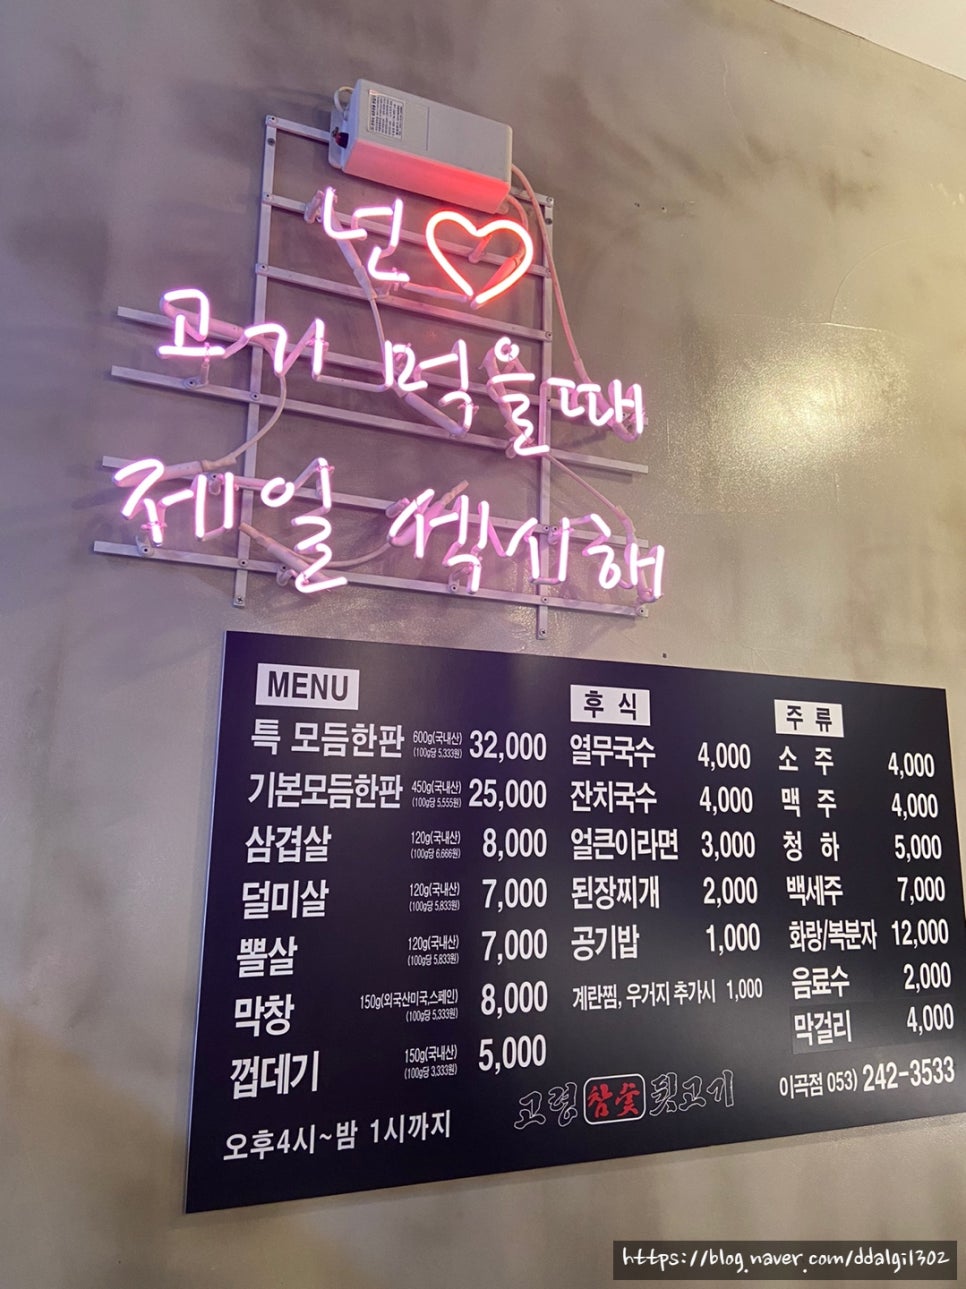 넌♡
고기 먹을때
제일 섹시해
MENU
특 모듬한판 600g(국내산) (100g당 5,333원) 32,000
기본모듬한판 450g(국내산) (100g당 5,555원) 25,000
삼겹살 120g(국내산) (100g당 6,666원) 8,000
덜미살 120g(국내산) (100g당 5,833원) 7,000
뽈살 120g(국내산) (100g당 5,833원) 7,000
막창 150g(외국산미국,스페인) (100g당 5,333원) 8,000
껍데기 150g(국내산) (100g당 3,333원) 5,000
오후4시~밤 1시까지
후 식
열무국수 4,000
잔치국수 4,000
얼큰이라면 3,000
된장찌개 2,000
공기밥 1,000
계란찜, 우거지 추가시 1,000
고령 참숯 뒷고기
주 류
소 주 4,000
맥 주 4,000
청 하 5,000
백세주 7,000
화랑/복분자 12,000
음료수 2,000
막걸리 4,000
이곡점 053) 242-3533
https://blog.naver.com/ddalgi1302